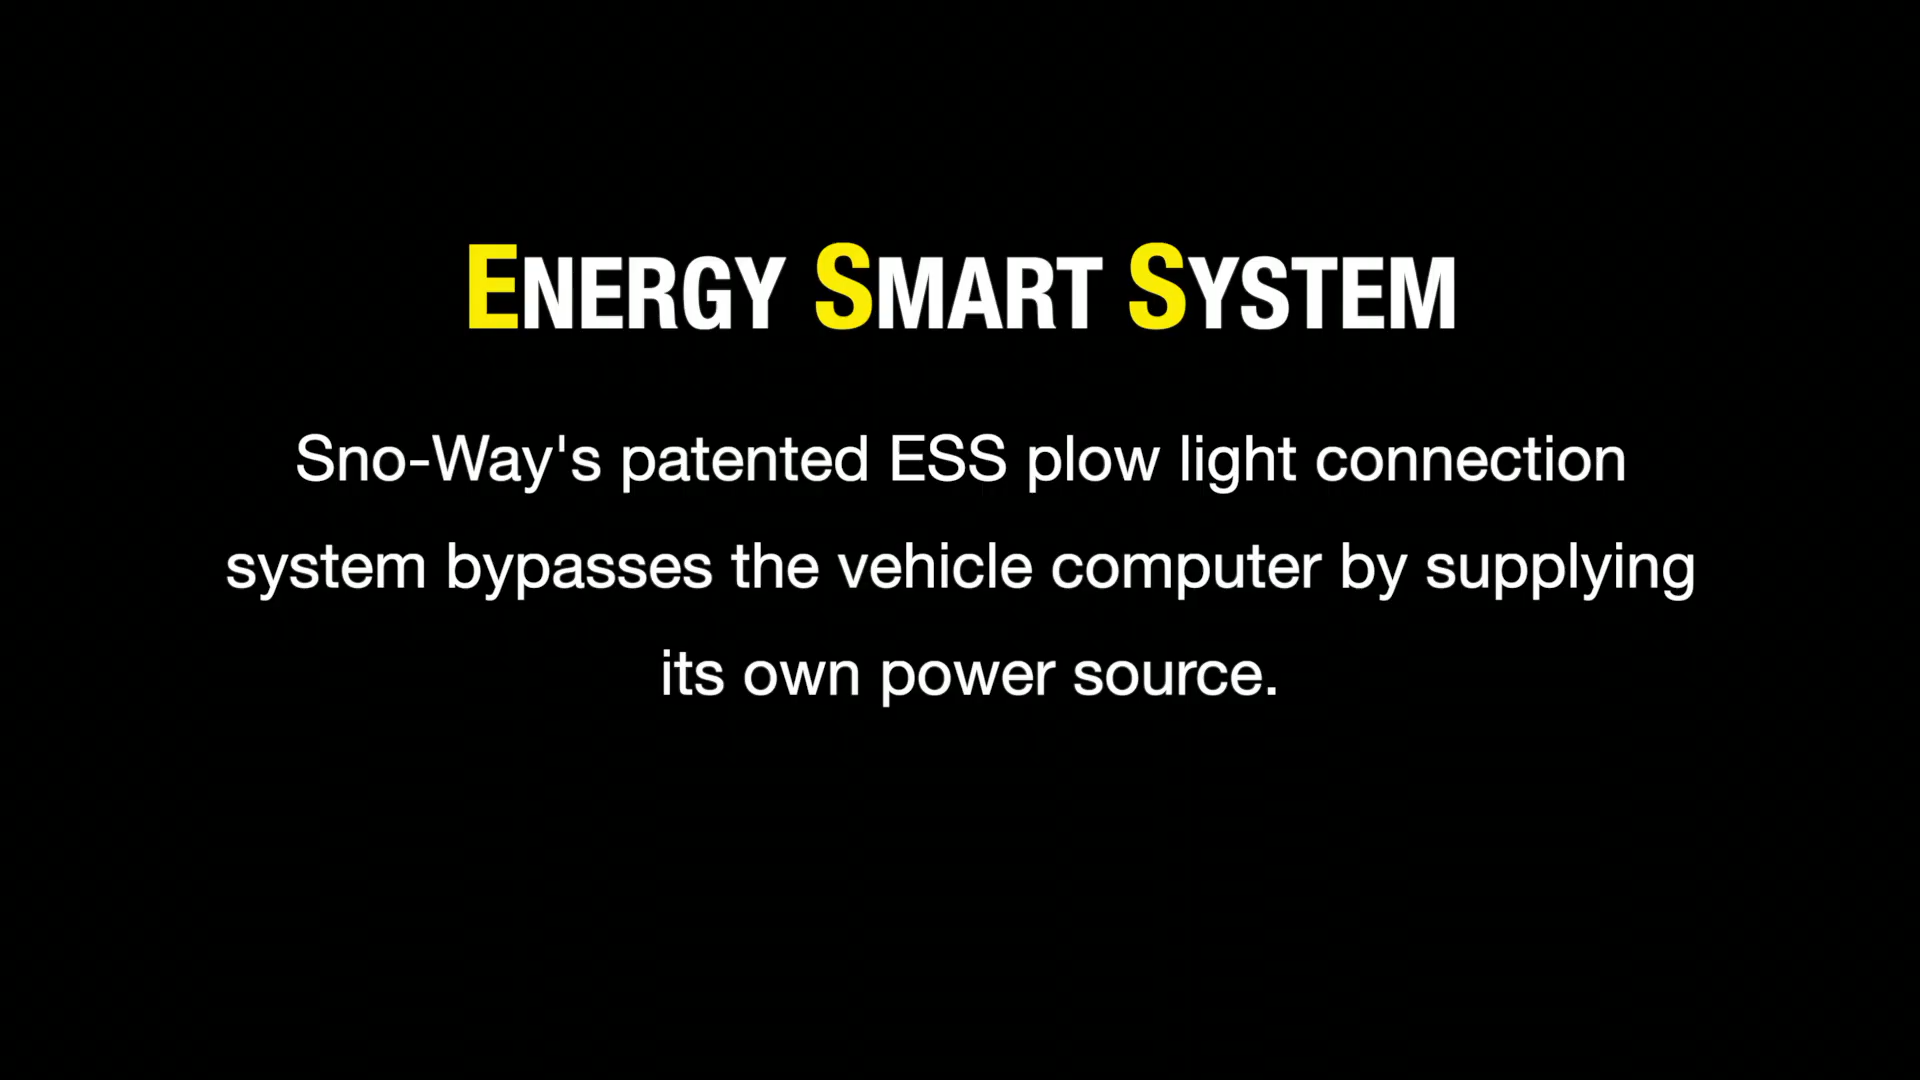 ENERGY SMART SYSTEM
Sno-Way's patented ESS plow light connection
system bypasses the vehicle computer by supplying
its own power source.